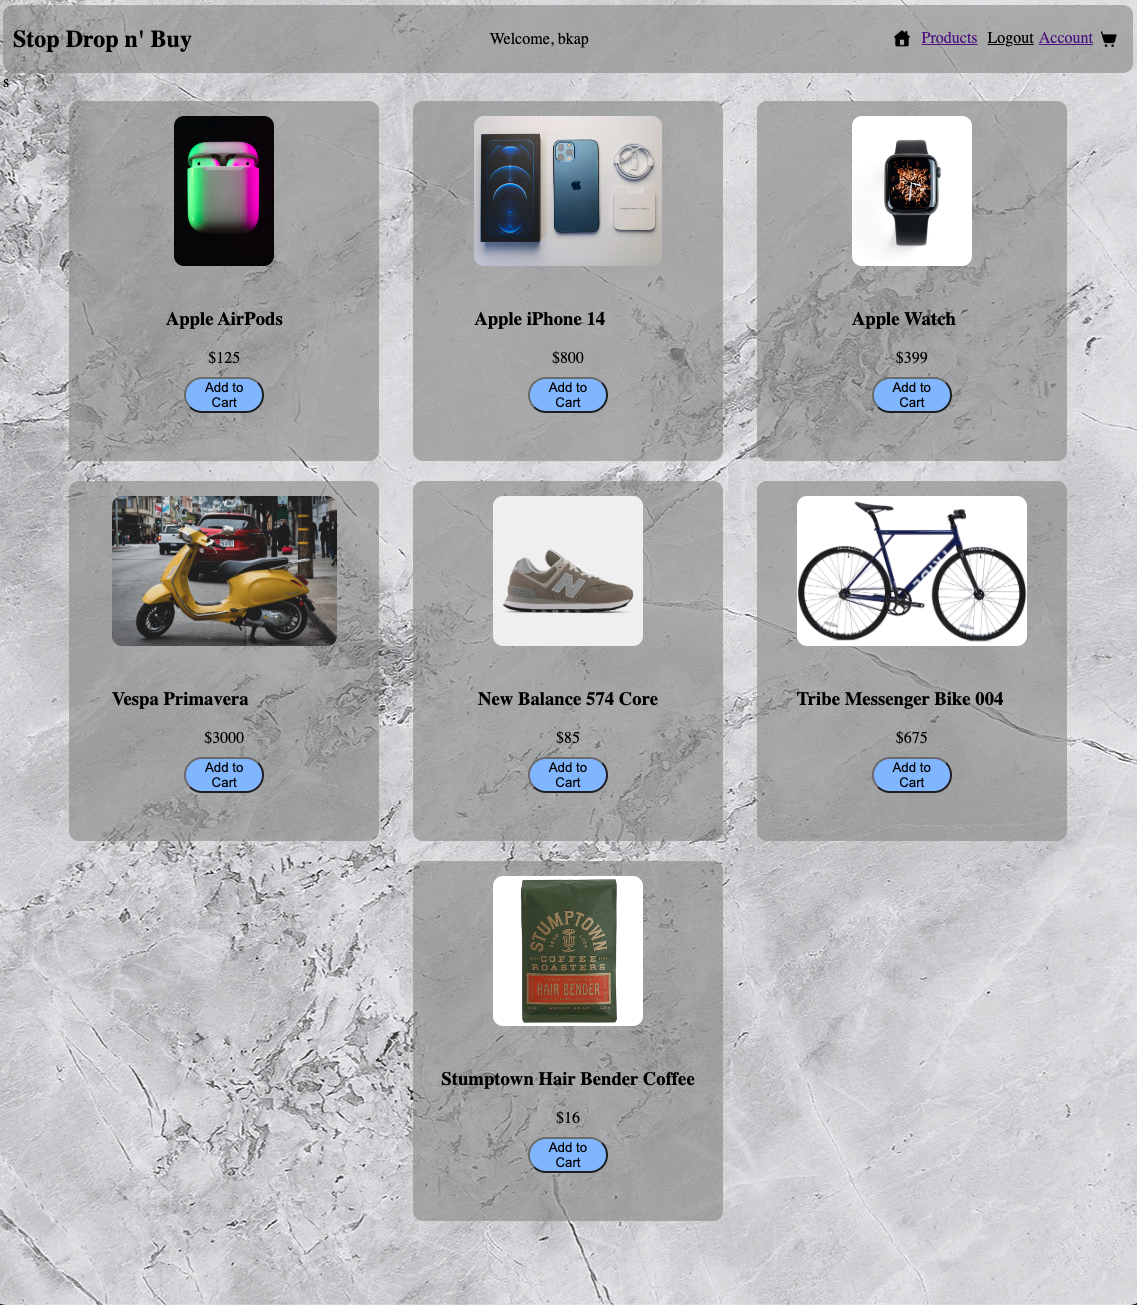 Stop Drop n' Buy
Welcome, bkap
Products Logout Account
s
Apple AirPods
$125
Add to
Cart
Apple iPhone 14
$800
Add to
Cart
Apple Watch
$399
Add to
Cart
Vespa Primavera
$3000
Add to
Cart
N
New Balance 574 Core
$85
Add to
Cart
Tribe Messenger Bike 004
$675
Add to
Cart
STUMPTOWN
COFFEE
ROASTERS
HAIR BENDER
Stumptown Hair Bender Coffee
$16
Add to
Cart